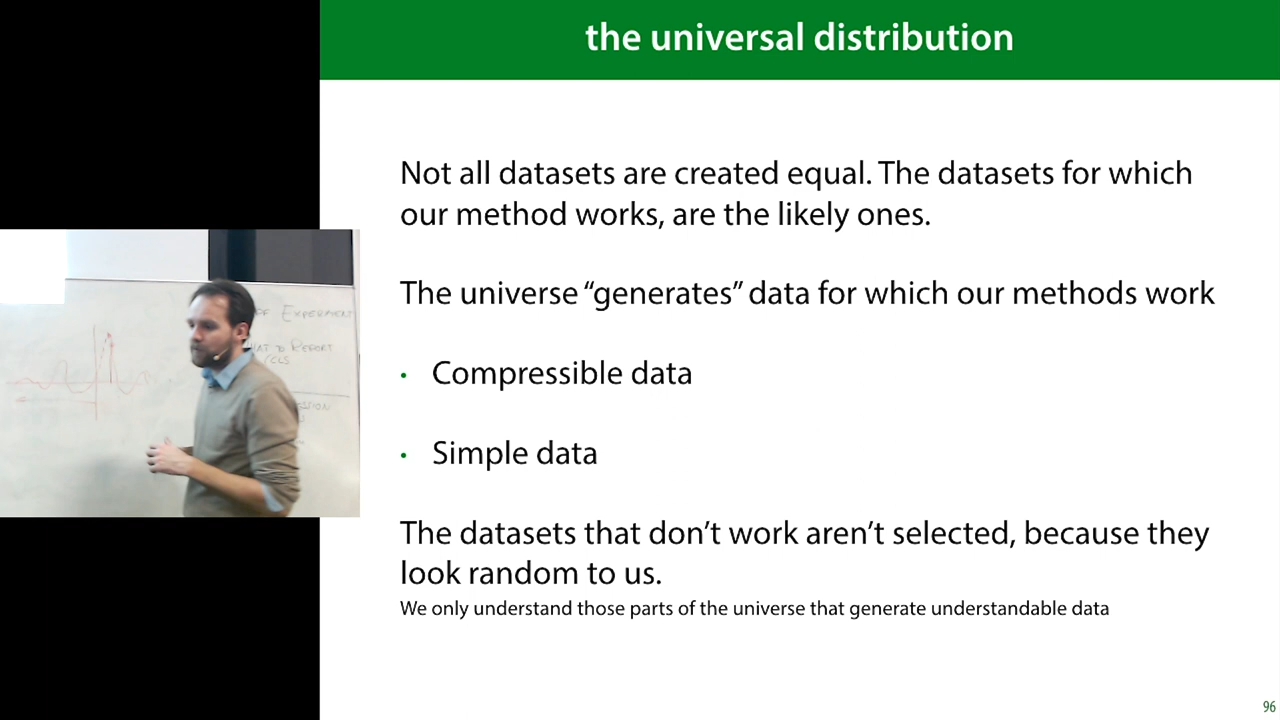 the universal distribution
Not all datasets are created equal. The datasets for which
our method works, are the likely ones.
The universe “generates” data for which our methods work
• Compressible data
• Simple data
The datasets that don’t work aren’t selected, because they
look random to us.
We only understand those parts of the universe that generate understandable data
96
EXPERIMENT
TO REPORT